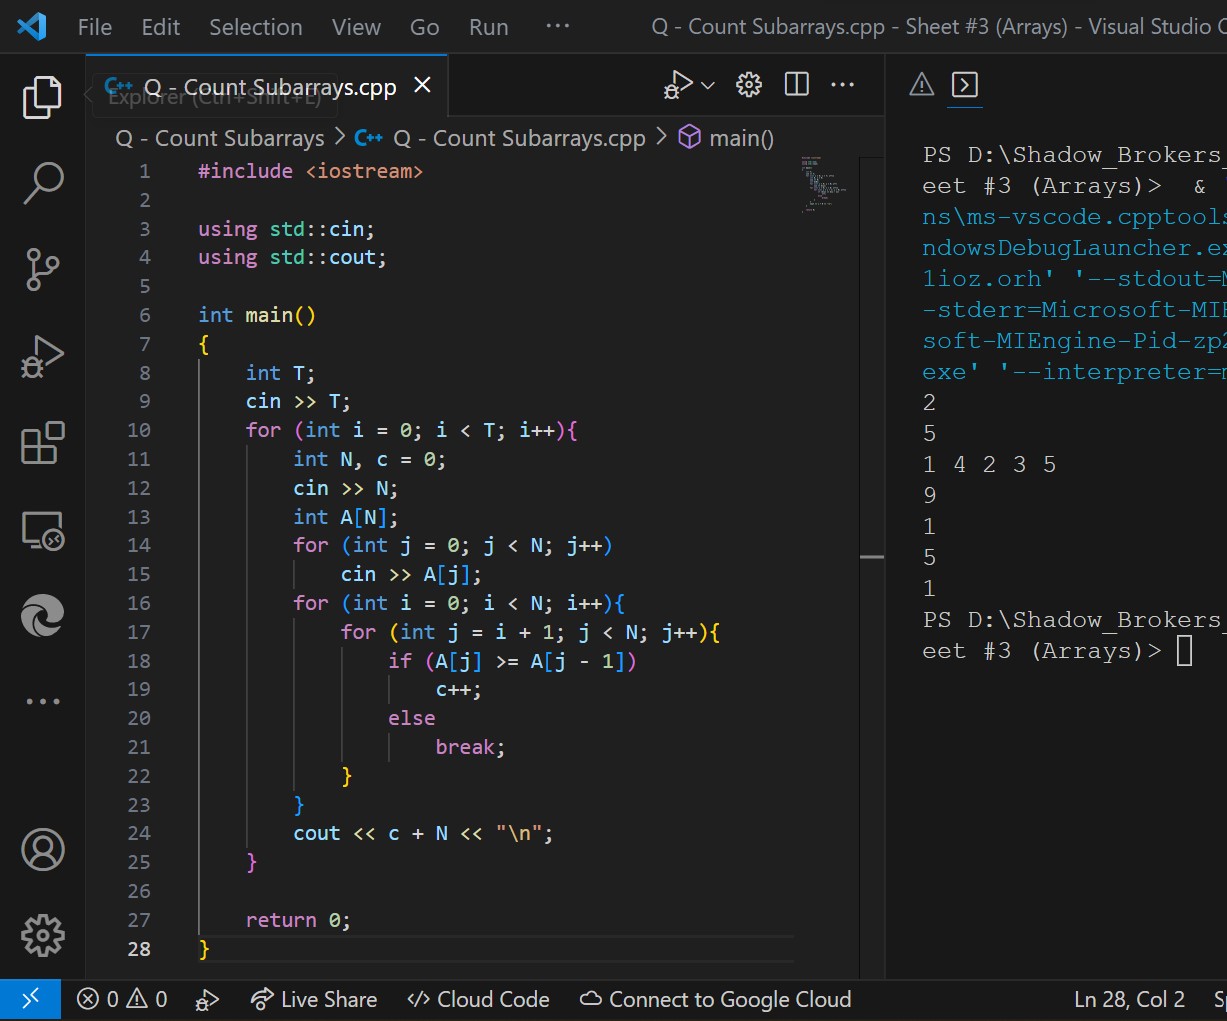 File Edit Selection View Go Run ··· Q - Count Subarrays.cpp - Sheet #3 (Arrays) - Visual Studio C
C++ Q - Count Subarrays.cpp ×
Explorer (Ctrl+Shift+E)
Q - Count Subarrays > C++ Q - Count Subarrays.cpp > main()
1 #include <iostream>
2
3 using std::cin;
4 using std::cout;
5
6 int main()
7 {
8 int T;
9 cin >> T;
10 for (int i = 0; i < T; i++){
11 int N, c = 0;
12 cin >> N;
13 int A[N];
14 for (int j = 0; j < N; j++)
15 cin >> A[j];
16 for (int i = 0; i < N; i++){
17 for (int j = i + 1; j < N; j++){
18 if (A[j] >= A[j - 1])
19 c++;
20 else
21 break;
22 }
23 }
24 cout << c + N << "\n";
25 }
26
27 return 0;
28 }
PS D:\Shadow_Brokers_
eet #3 (Arrays)> &
ns\ms-vscode.cpptools
ndowsDebugLauncher.ex
1ioz.orh' '--stdout=M
-stderr=Microsoft-MIE
soft-MIEngine-Pid-zp2
exe' '--interpreter=m
2
5
1 4 2 3 5
9
1
5
1
PS D:\Shadow_Brokers_
eet #3 (Arrays)>
0 0 Live Share Cloud Code Connect to Google Cloud Ln 28, Col 2 Sp